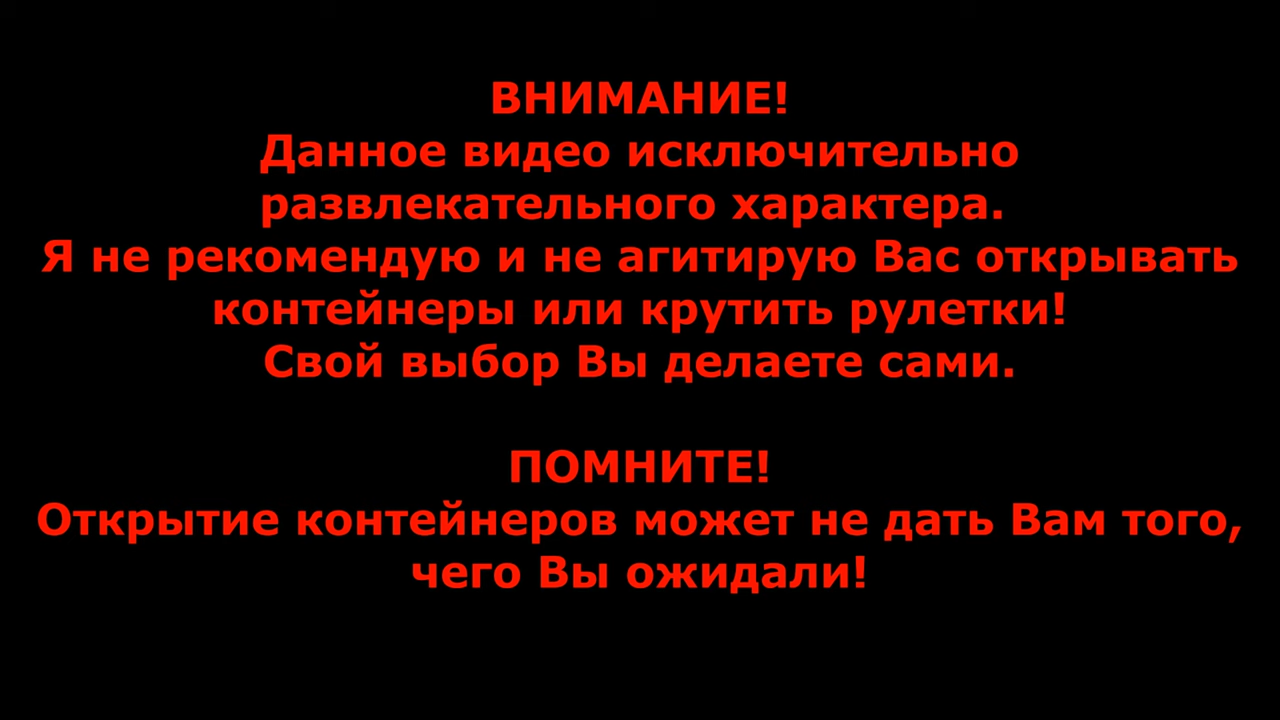 ВНИМАНИЕ!
Данное видео исключительно
развлекательного характера.
Я не рекомендую и не агитирую Вас открывать
контейнеры или крутить рулетки!
Свой выбор Вы делаете сами.
ПОМНИТЕ!
Открытие контейнеров может не дать Вам того,
чего Вы ожидали!